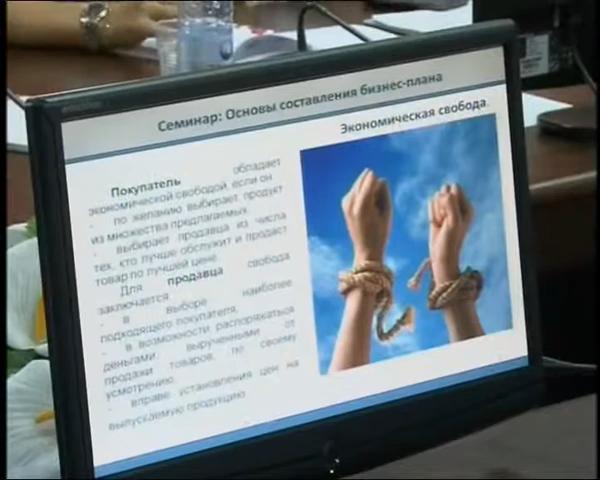 Семинар: Основы составления бизнес-плана
Экономическая свобода.
Покупатель обладает
экономической свободой, если он
- по желанию выбирает продукт
из множества предлагаемых.
- выбирает продавца из числа
тех, кто лучше обслужит и продаст
товар по лучшей цене.
Для продавца свобода
заключается.
- в выборе наиболее
подходящего покупателя.
- в возможности распоряжаться
деньгами, вырученными от
продажи товаров, по своему
усмотрению.
- вправе установления цен на
выпускаемую продукцию.